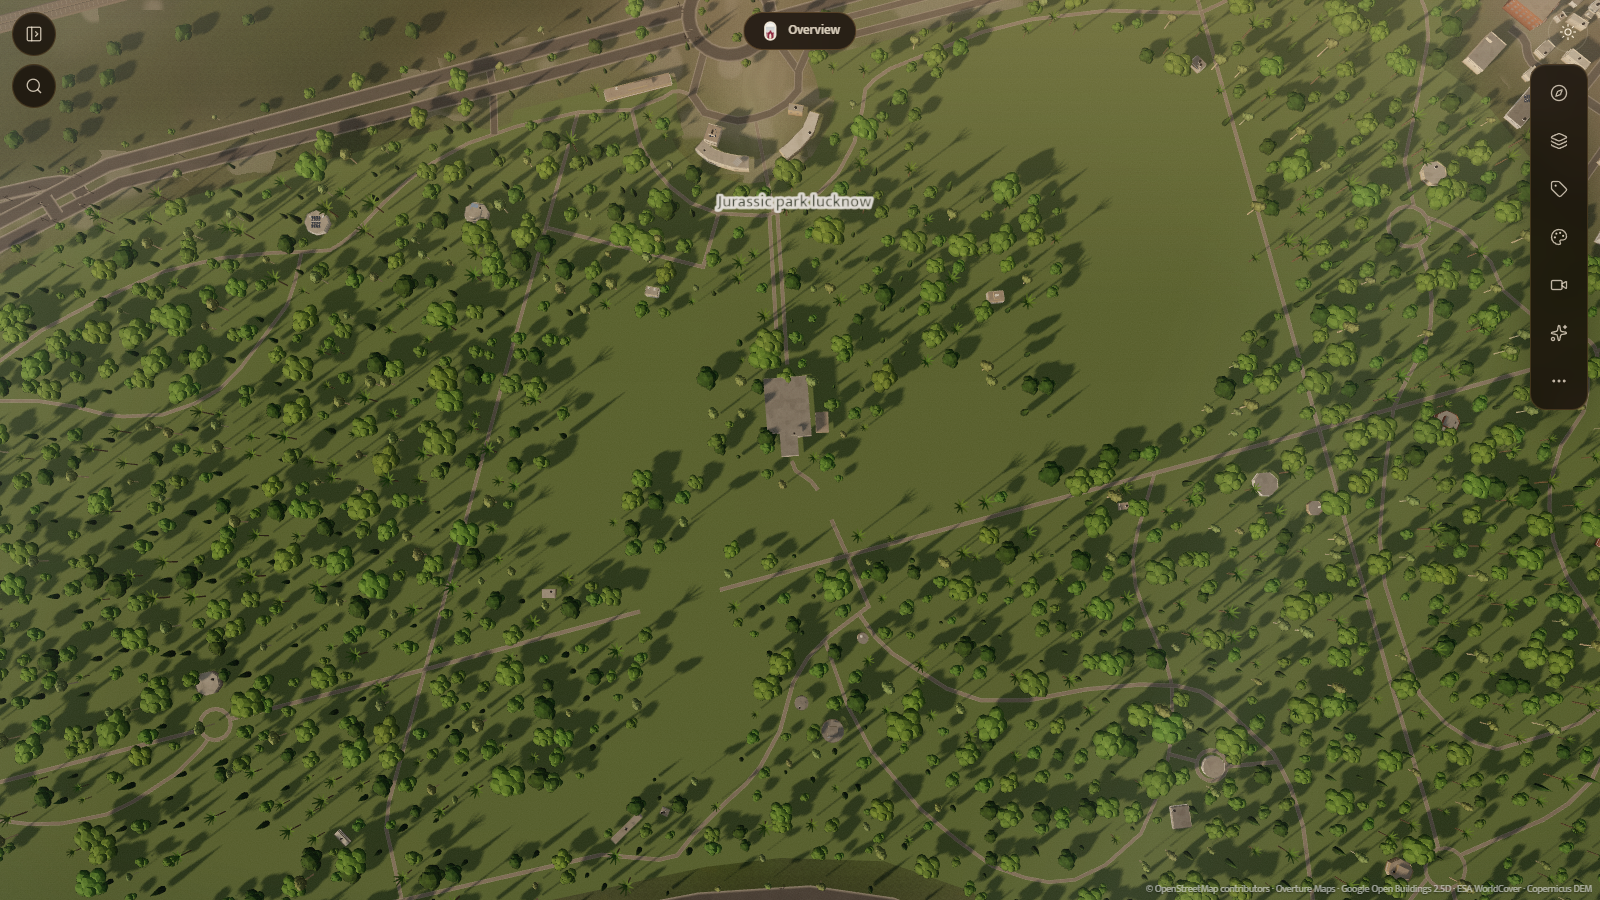 Overview
Jurassic park lucknow
© OpenStreetMap contributors · Overture Maps · Google Open Buildings 2.5D · ESA WorldCover · Copernicus DEM